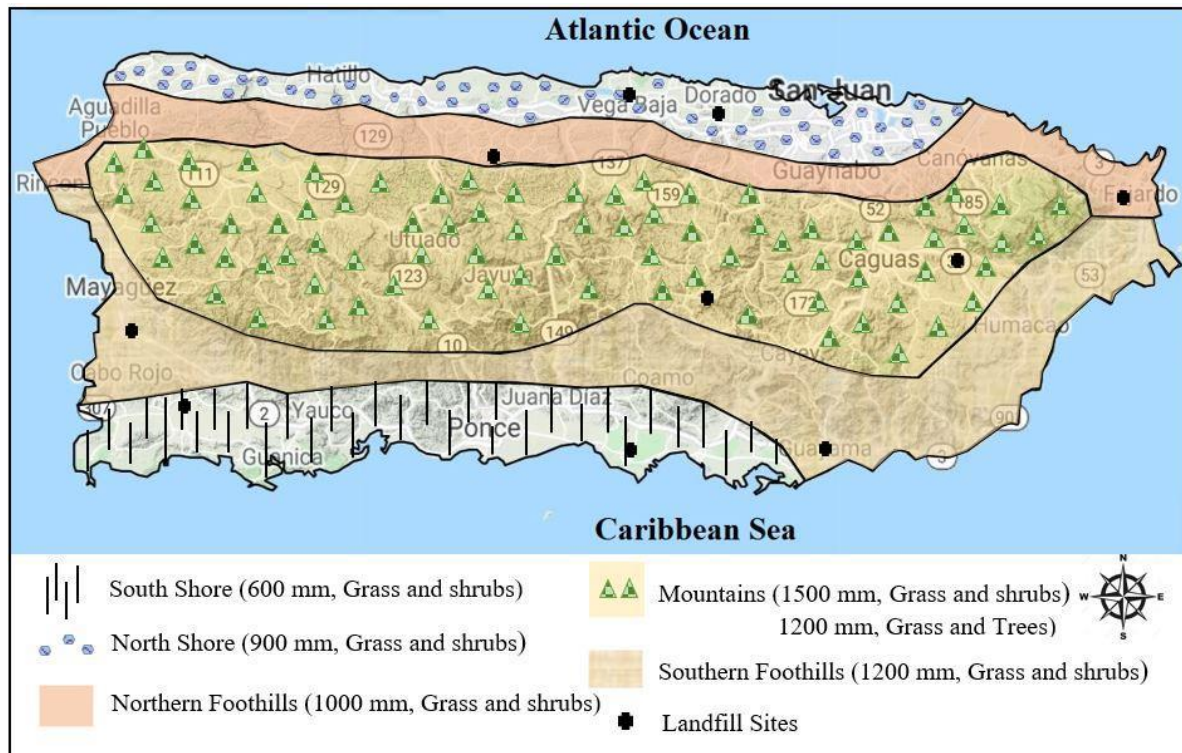 Atlantic Ocean
Hatillo
San Juan
Aguadilla
Pueblo
Vega Baja
Dorado
129
137
Canóvanas
3
Rincon
111
129
159
Guaynabo
52
185
Fajardo
Utuado
123
Jayuya
Caguas
53
Mayagüez
172
Humacao
10
149
Cayey
Cabo Rojo
Coamo
2
Yauco
Juana Diaz
Ponce
Guanica
Guayama
3
Caribbean Sea
South Shore (600 mm, Grass and shrubs)
North Shore (900 mm, Grass and shrubs)
Northern Foothills (1000 mm, Grass and shrubs)
Mountains (1500 mm, Grass and shrubs)
1200 mm, Grass and Trees)
Southern Foothills (1200 mm, Grass and shrubs)
Landfill Sites
N
W
E
S